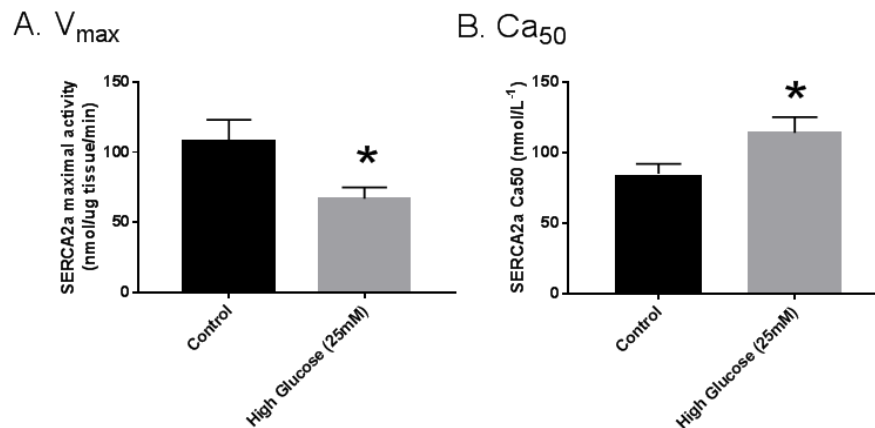 A. Vmax
SERCA2a maximal activity
(nmol/ug tissue/min)
150
100
50
0
*
Control
High Glucose (25mM)
B. Ca50
SERCA2a Ca50 (nmol/L-1)
150
100
50
0
*
Control
High Glucose (25mM)